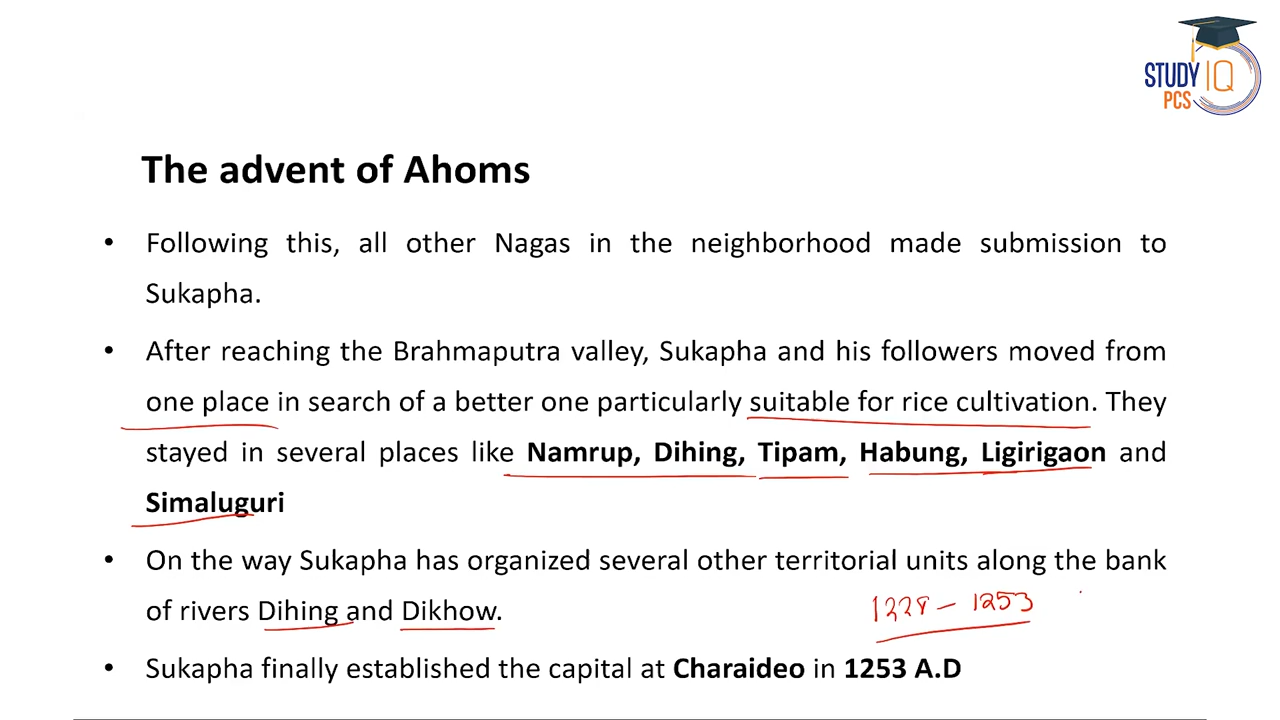 STUDY IQ
PCS
The advent of Ahoms
• Following this, all other Nagas in the neighborhood made submission to
Sukapha.
• After reaching the Brahmaputra valley, Sukapha and his followers moved from
one place in search of a better one particularly suitable for rice cultivation. They
stayed in several places like Namrup, Dihing, Tipam, Habung, Ligirigaon and
Simaluguri
• On the way Sukapha has organized several other territorial units along the bank
of rivers Dihing and Dikhow.
1228 - 1253
• Sukapha finally established the capital at Charaideo in 1253 A.D